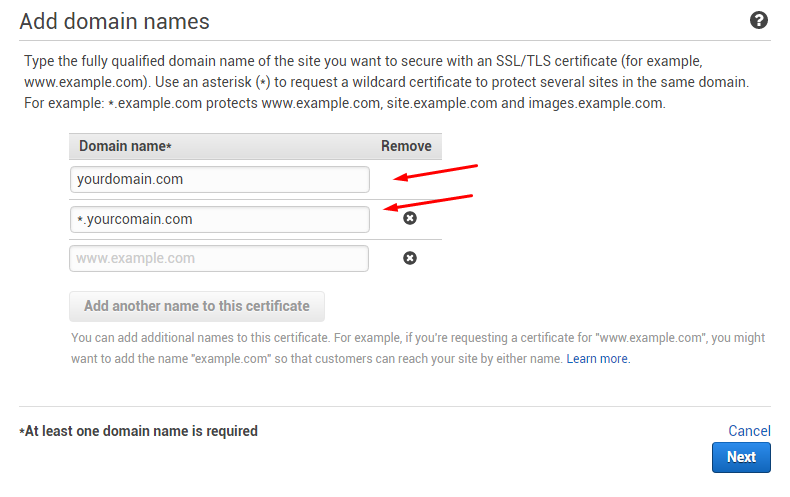 Add domain names
Type the fully qualified domain name of the site you want to secure with an SSL/TLS certificate (for example,
www.example.com). Use an asterisk (*) to request a wildcard certificate to protect several sites in the same domain.
For example: *.example.com protects www.example.com, site.example.com and images.example.com.
Domain name* Remove
yourdomain.com
*.yourcomain.com
www.example.com
Add another name to this certificate
You can add additional names to this certificate. For example, if you're requesting a certificate for "www.example.com", you might
want to add the name "example.com" so that customers can reach your site by either name. Learn more.
*At least one domain name is required Cancel
Next